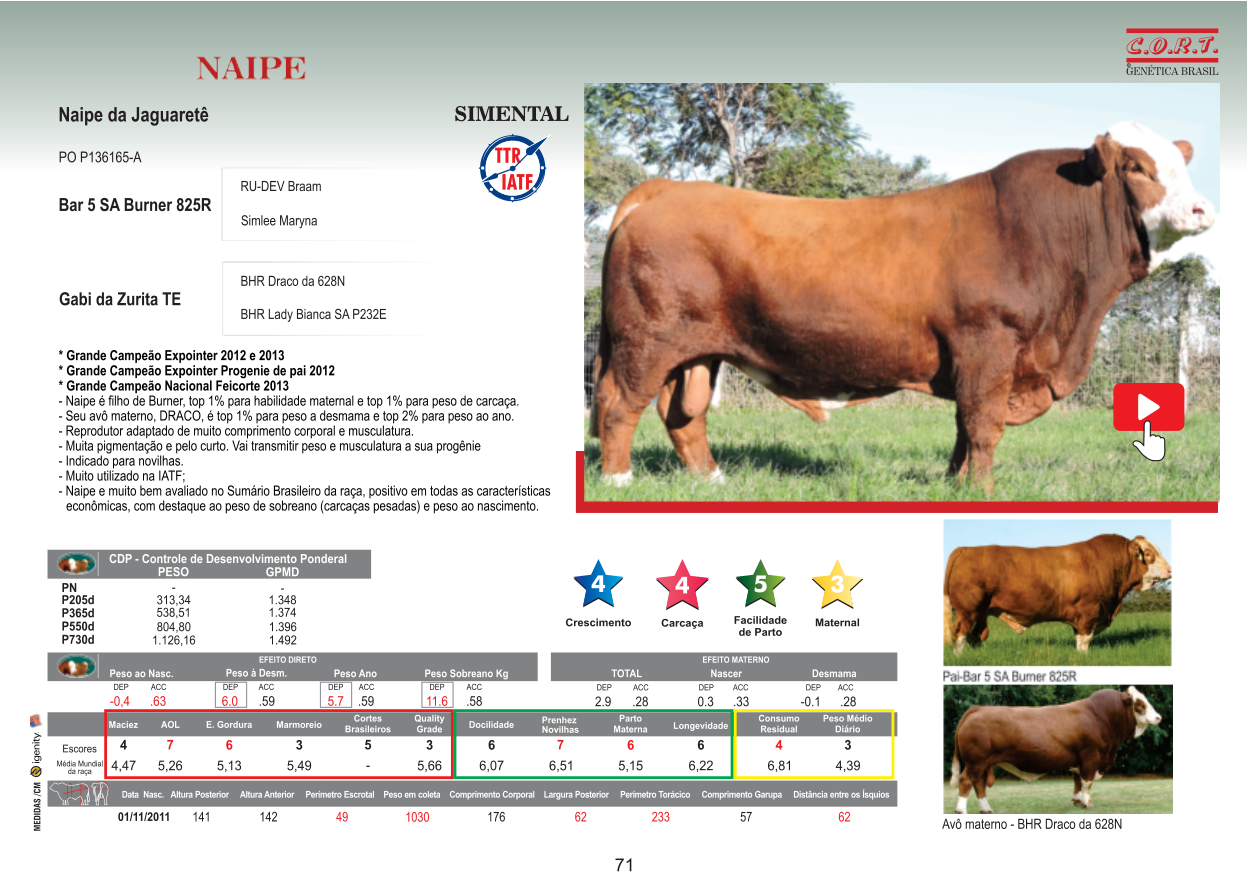 NAIPE
C.O.R.T.
GENÉTICA BRASIL
Naipe da Jaguaretê
SIMENTAL
TTR
IATF
PO P136165-A
RU-DEV Braam
Bar 5 SA Burner 825R
Simlee Maryna
BHR Draco da 628N
Gabi da Zurita TE
BHR Lady Bianca SA P232E
* Grande Campeão Expointer 2012 e 2013
* Grande Campeão Expointer Progenie de pai 2012
* Grande Campeão Nacional Feicorte 2013
- Naipe é filho de Burner, top 1% para habilidade maternal e top 1% para peso de carcaça.
- Seu avô materno, DRACO, é top 1% para peso a desmama e top 2% para peso ao ano.
- Reprodutor adaptado de muito comprimento corporal e musculatura.
- Muita pigmentação e pelo curto. Vai transmitir peso e musculatura a sua progênie
- Indicado para novilhas.
- Muito utilizado na IATF;
- Naipe e muito bem avaliado no Sumário Brasileiro da raça, positivo em todas as características
econômicas, com destaque ao peso de sobreano (carcaças pesadas) e peso ao nascimento.
CDP - Controle de Desenvolvimento Ponderal
PESO GPMD
PN - -
P205d 313,34 1.348
P365d 538,51 1.374
P550d 804,80 1.396
P730d 1.126,16 1.492
4 4 5 3
Crescimento Carcaça Facilidade de Parto Maternal
Pai-Bar 5 SA Burner 825R
EFEITO DIRETO EFEITO MATERNO
Peso ao Nasc. Peso à Desm. Peso Ano Peso Sobreano Kg TOTAL Nascer Desmama
DEP ACC DEP ACC DEP ACC DEP ACC DEP ACC DEP ACC DEP ACC
-0,4 .63 6.0 .59 5.7 .59 11.6 .58 2.9 .28 0.3 .33 -0.1 .28
Maciez AOL E. Gordura Marmoreio Cortes Brasileiros Quality Grade Docilidade Prenhez Novilhas Parto Materna Longevidade Consumo Residual Peso Médio Diário
Escores 4 7 6 3 5 3 6 7 6 6 4 3
Média Mundial da raça 4,47 5,26 5,13 5,49 - 5,66 6,07 6,51 5,15 6,22 6,81 4,39
igenity
MEDIDAS /CM
Data Nasc. Altura Posterior Altura Anterior Perimetro Escrotal Peso em coleta Comprimento Corporal Largura Posterior Perimetro Torácico Comprimento Garupa Distância entre os Ísquios
01/11/2011 141 142 49 1030 176 62 233 57 62
Avô materno - BHR Draco da 628N
71